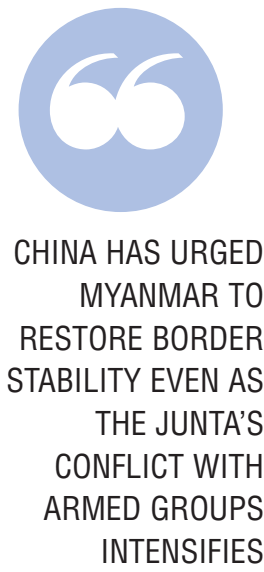 CHINA HAS URGED
MYANMAR TO
RESTORE BORDER
STABILITY EVEN AS
THE JUNTA'S
CONFLICT WITH
ARMED GROUPS
INTENSIFIES